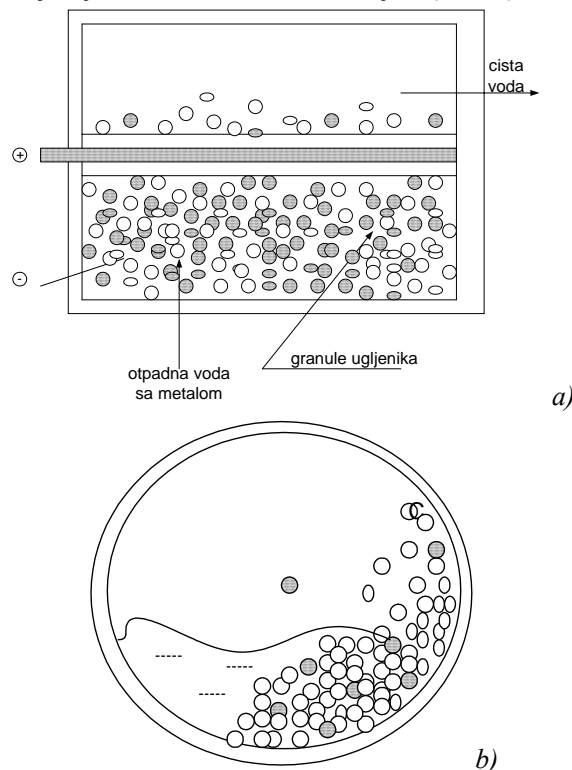 cista
voda
+
-
otpadna voda
sa metalom
granule ugljenika
a)
b)